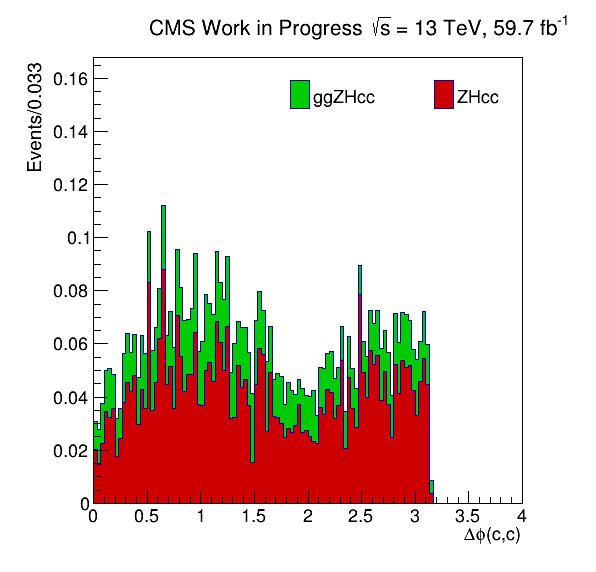 CMS Work in Progress √s = 13 TeV, 59.7 fb⁻¹
Events/0.033
ggZHcc ZHcc
0.16
0.14
0.12
0.1
0.08
0.06
0.04
0.02
0
0 0.5 1 1.5 2 2.5 3 3.5 4
Δϕ(c,c)